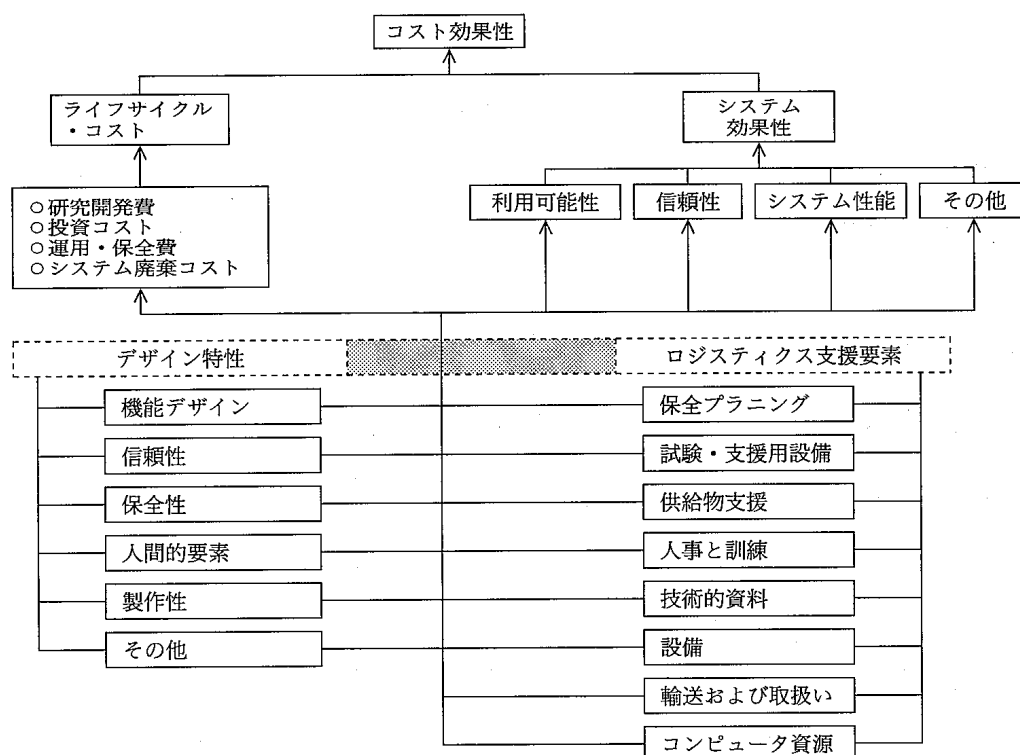 コスト効果性
ライフサイクル
・コスト
システム
効果性
○研究開発費
○投資コスト
○運用・保全費
○システム廃棄コスト
利用可能性
信頼性
システム性能
その他
デザイン特性
ロジスティクス支援要素
機能デザイン
保全プラニング
信頼性
試験・支援用設備
保全性
供給物支援
人間的要素
人事と訓練
製作性
技術的資料
その他
設備
輸送および取扱い
コンピュータ資源